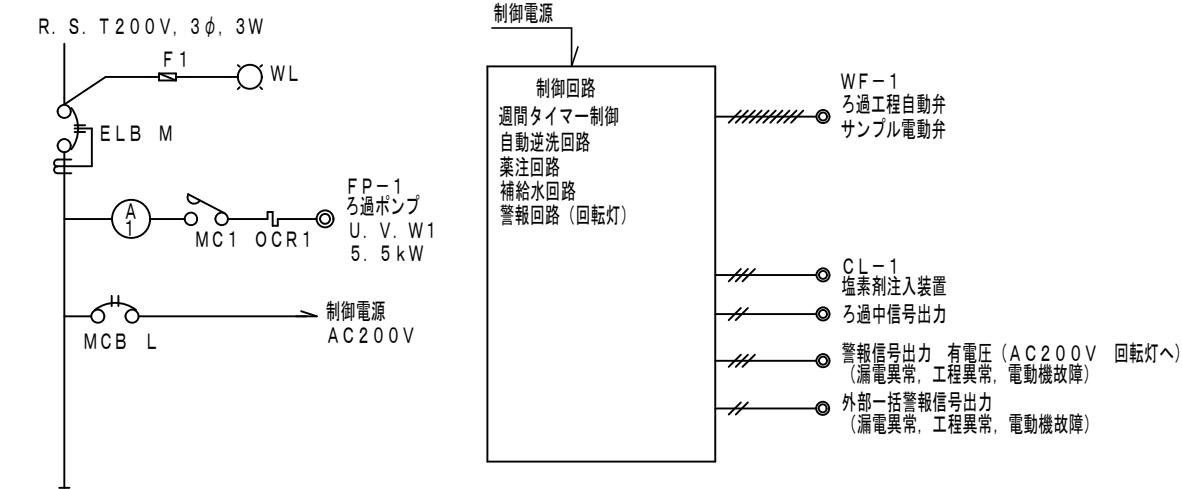 R. S. T200V, 3φ, 3W
F1
WL
ELB M
A
1
MC1 OCR1
FP-1
ろ過ポンプ
U. V. W1
5. 5kW
MCB L
制御電源
AC200V
制御電源
制御回路
週間タイマー制御
自動逆洗回路
薬注回路
補給水回路
警報回路（回転灯）
WF-1
ろ過工程自動弁
サンプル電動弁
CL-1
塩素剤注入装置
ろ過中信号出力
警報信号出力 有電圧（AC200V 回転灯へ）
（漏電異常, 工程異常, 電動機故障）
外部一括警報信号出力
（漏電異常, 工程異常, 電動機故障）